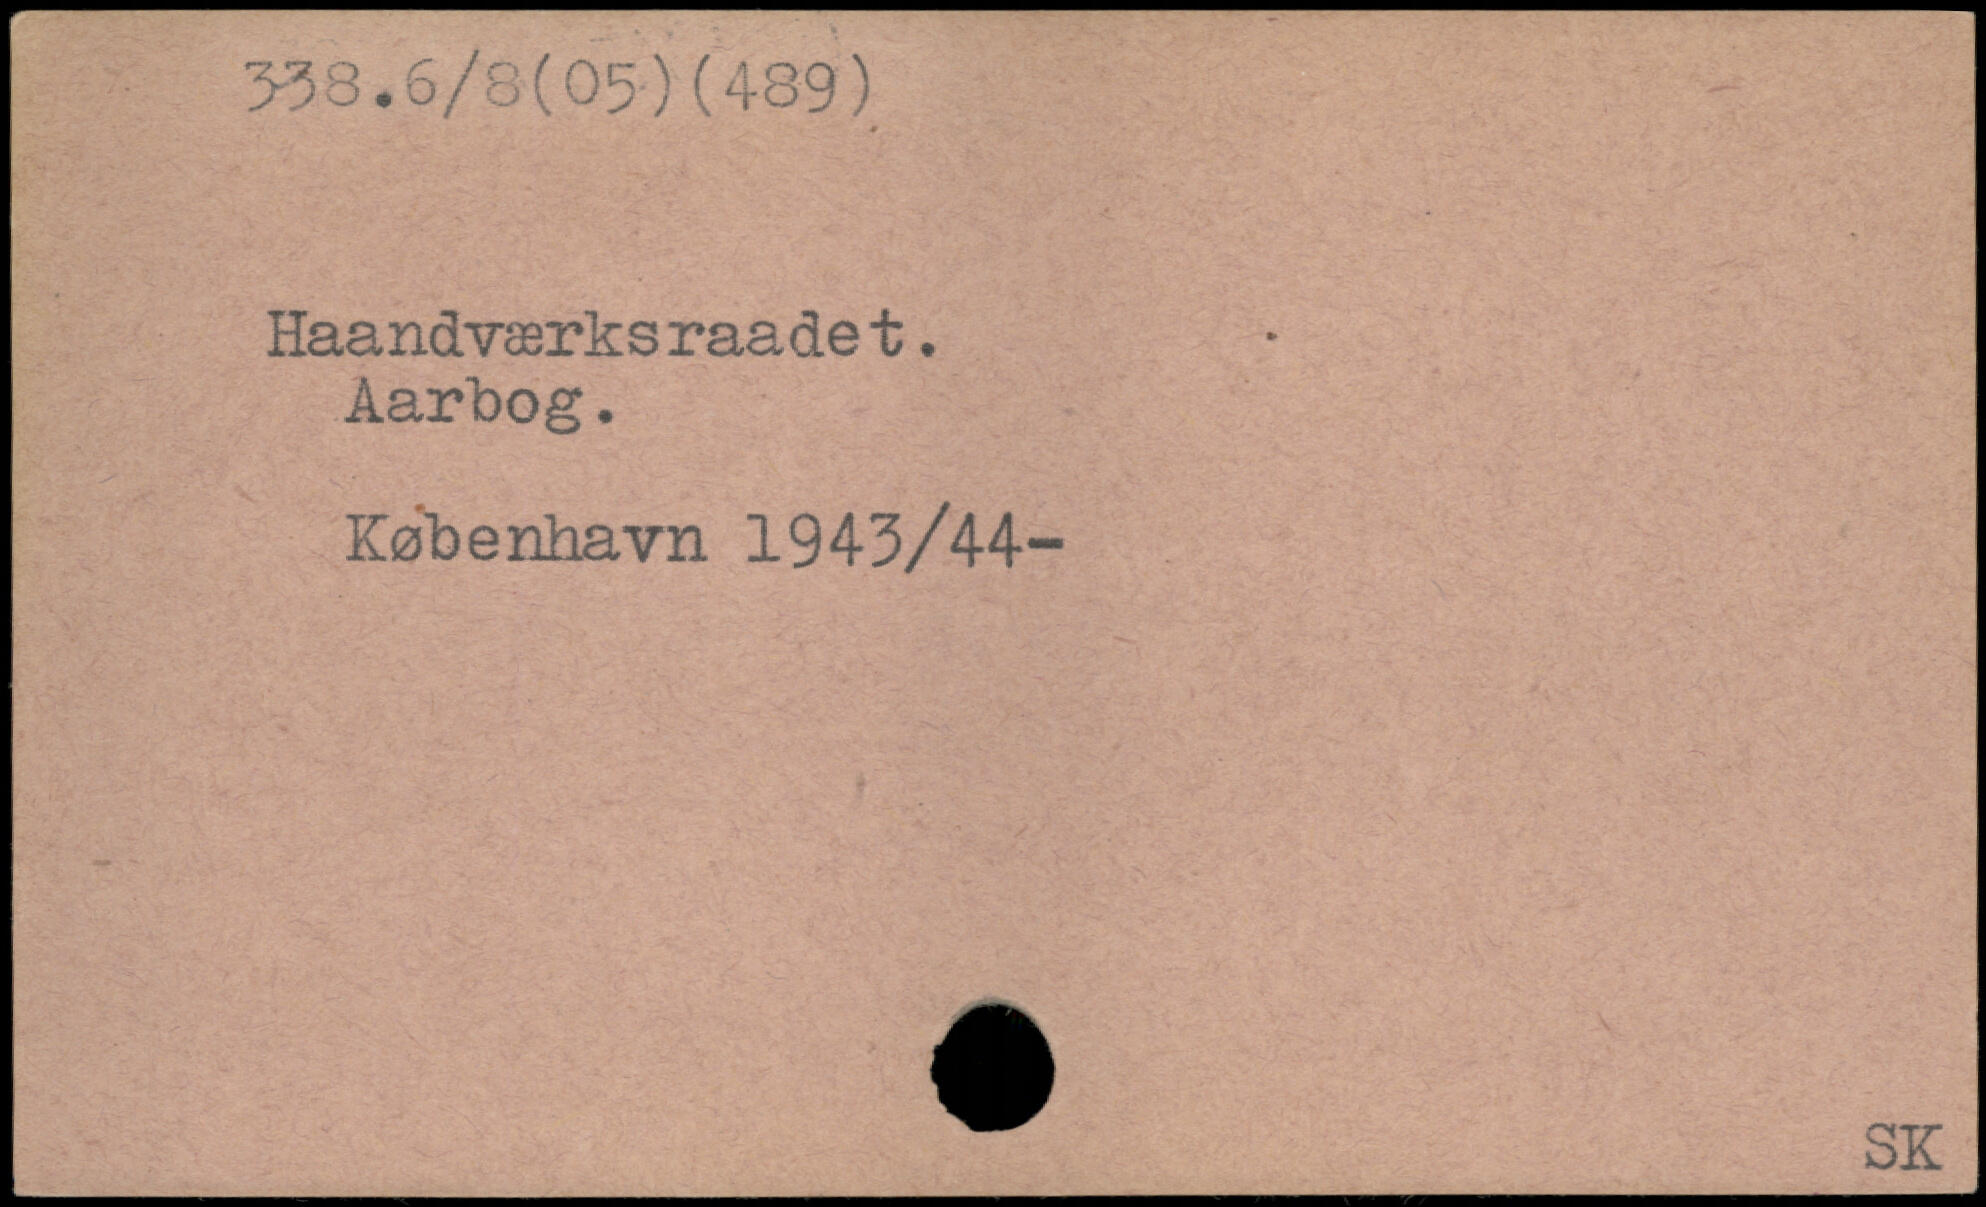 338.6/8(05)(489)
Haandværksraadet.
Aarbog.
København 1943/44-
SK